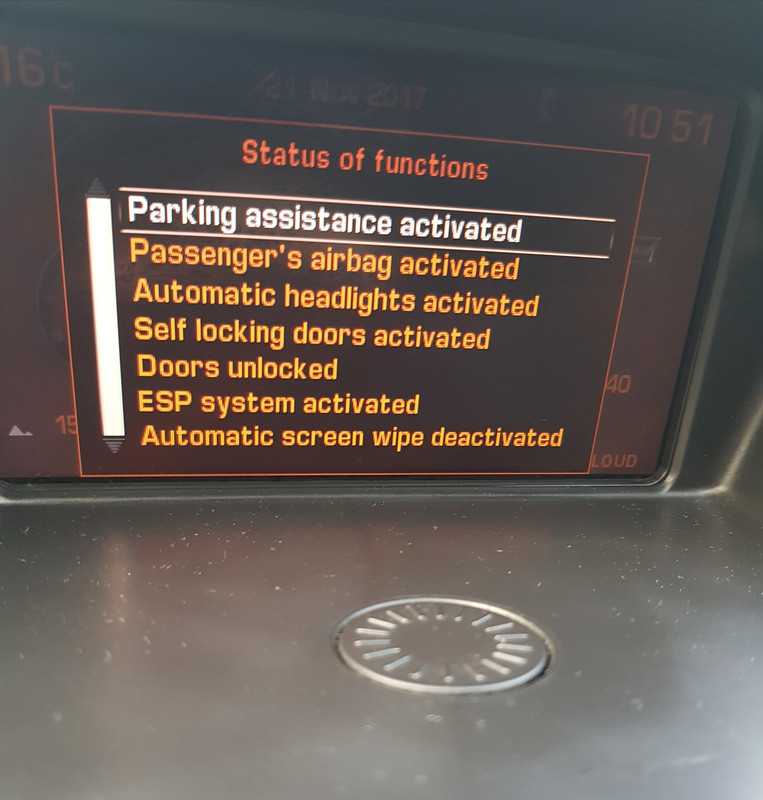 16c
21 Nov 2017
10 51
Status of functions
Parking assistance activated
Passenger's airbag activated
Automatic headlights activated
Self locking doors activated
Doors unlocked
ESP system activated
Automatic screen wipe deactivated
40
15
LOUD